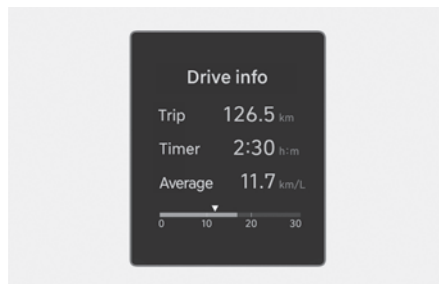 Drive info
Trip 126.5 km
Timer 2:30 h:m
Average 11.7 km/L
0 10 20 30